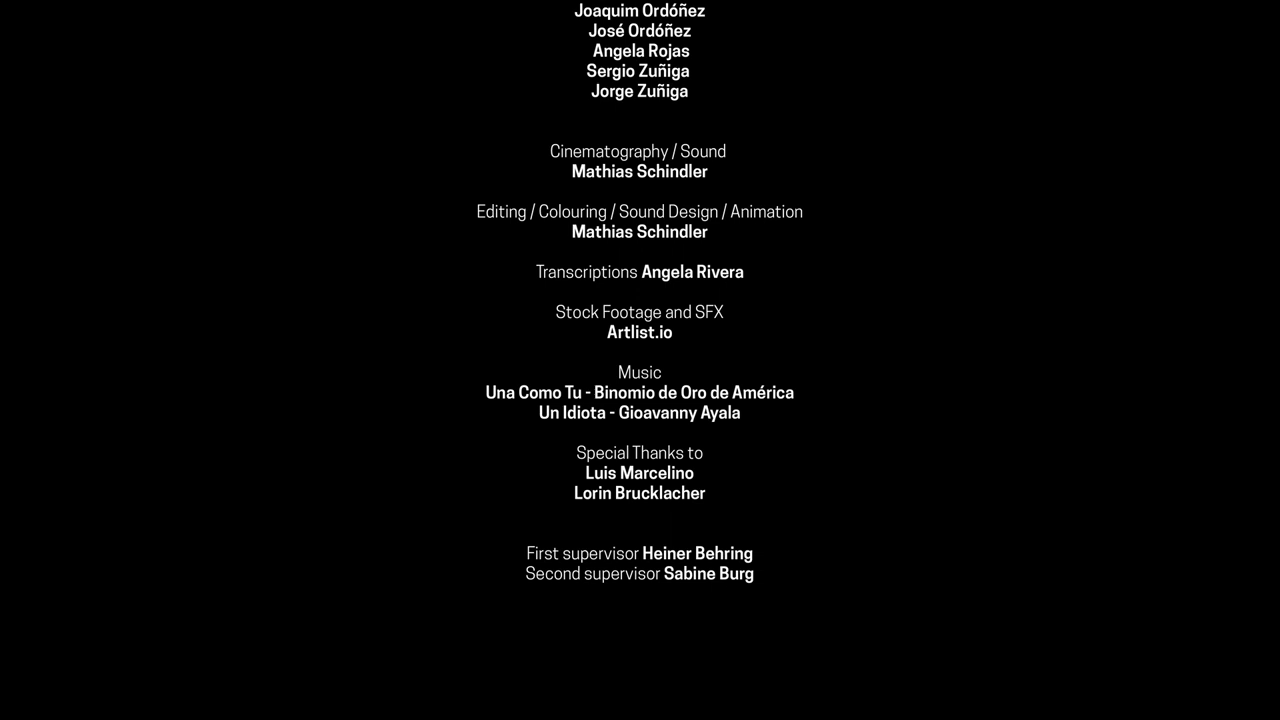 Joaquim Ordóñez
José Ordóñez
Angela Rojas
Sergio Zuñiga
Jorge Zuñiga
Cinematography / Sound
Mathias Schindler
Editing / Colouring / Sound Design / Animation
Mathias Schindler
Transcriptions Angela Rivera
Stock Footage and SFX
Artlist.io
Music
Una Como Tu - Binomio de Oro de América
Un Idiota - Gioavanny Ayala
Special Thanks to
Luis Marcelino
Lorin Brucklacher
First supervisor Heiner Behring
Second supervisor Sabine Burg